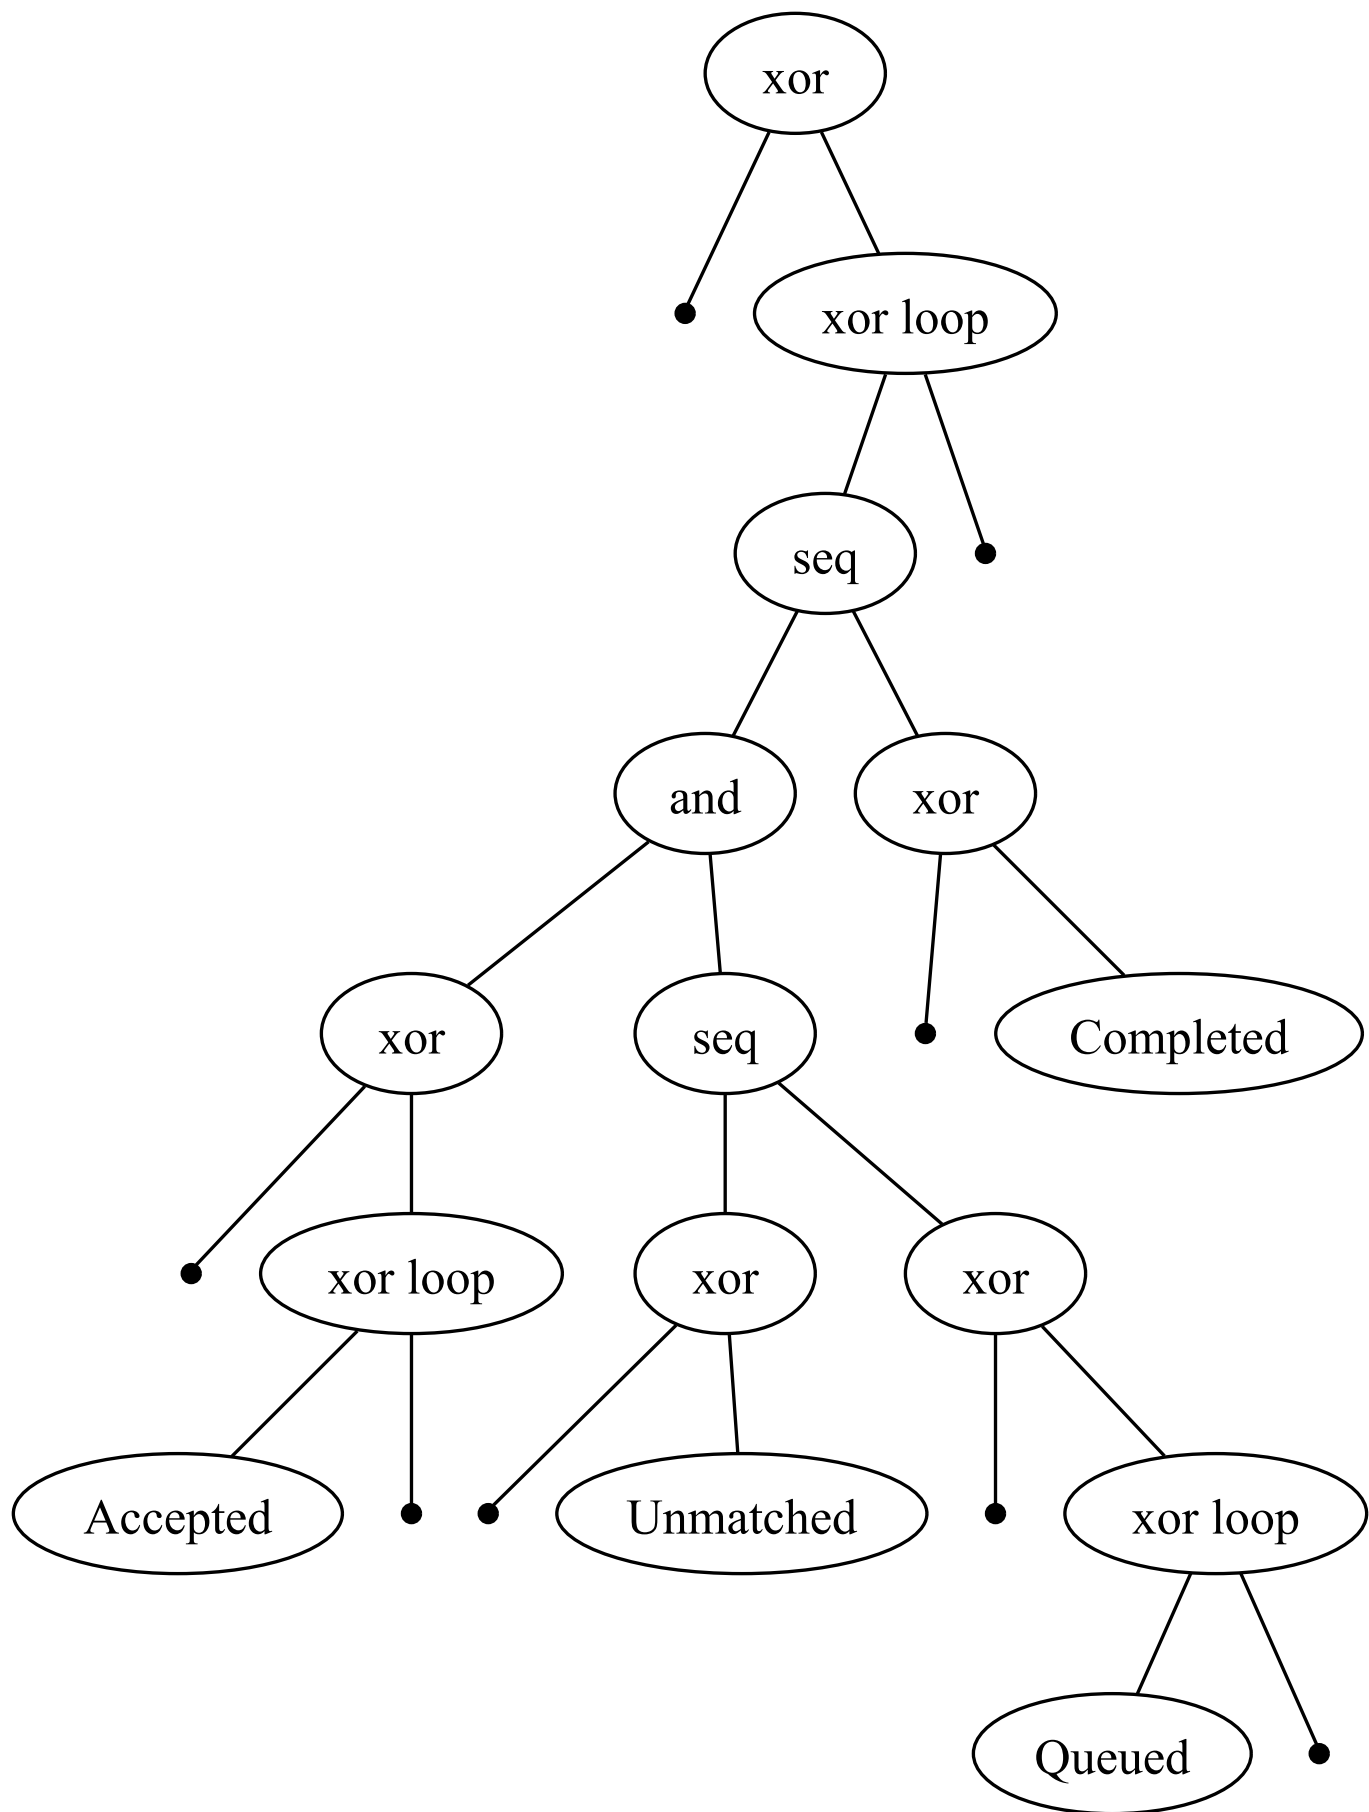 xor
xor loop
seq
and
xor
xor
seq
Completed
xor loop
xor
xor
Accepted
Unmatched
xor loop
Queued